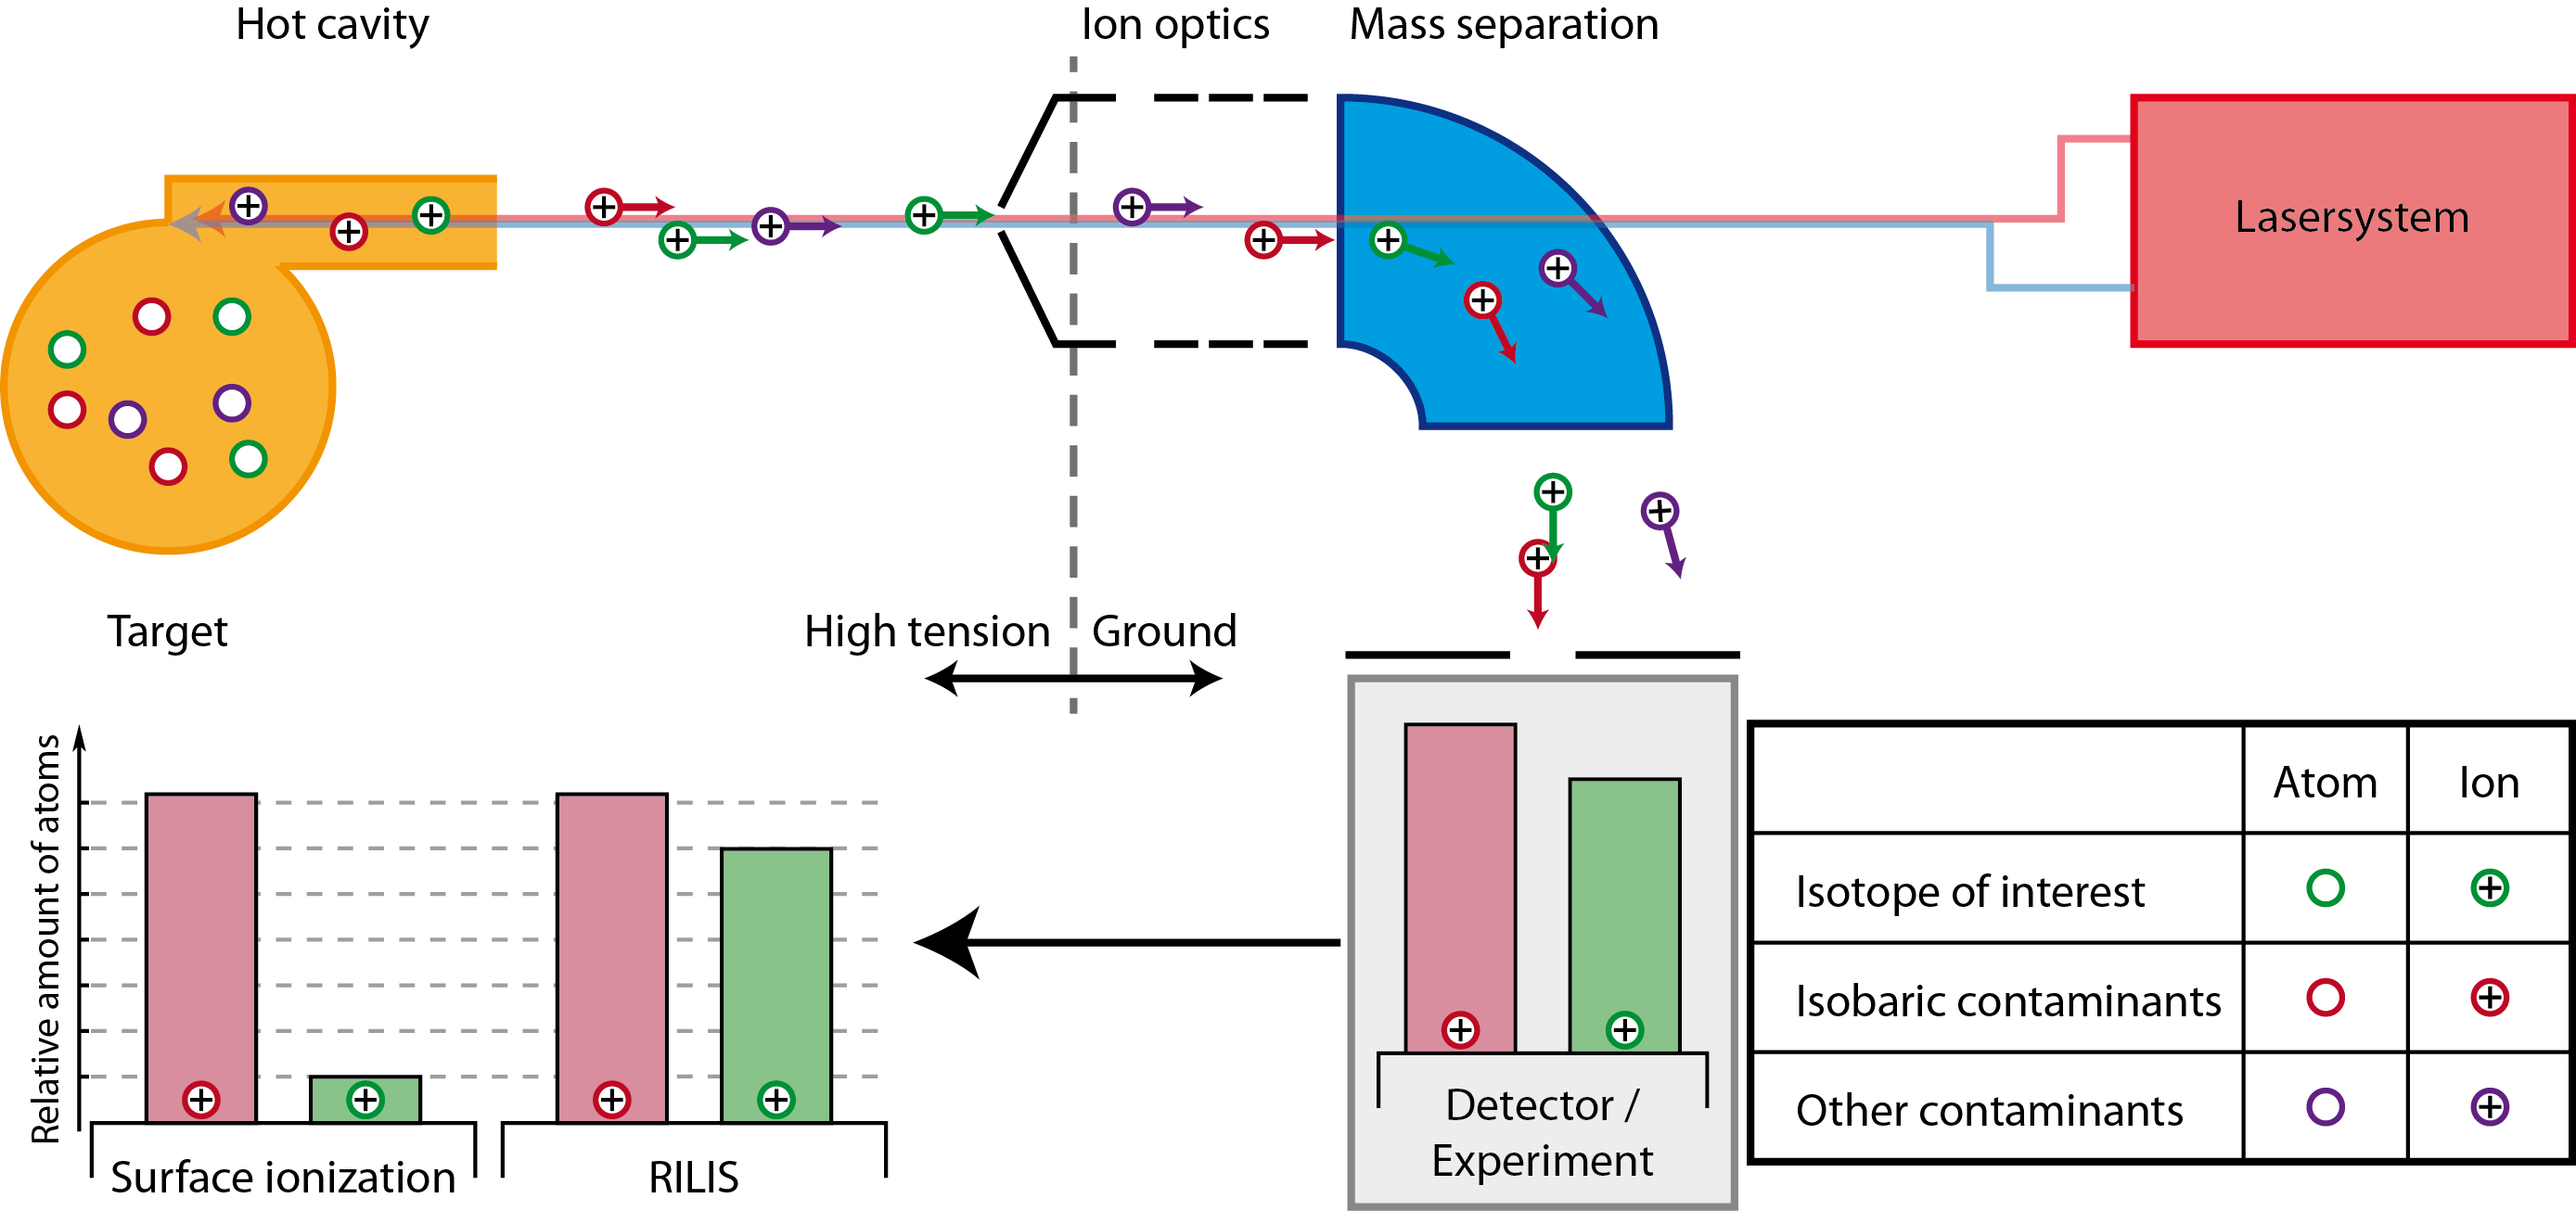 Hot cavity
Ion optics
Mass separation
Lasersystem
Target
High tension
Ground
Relative amount of atoms
Surface ionization
RILIS
Detector /
Experiment
Atom
Ion
Isotope of interest
Isobaric contaminants
Other contaminants